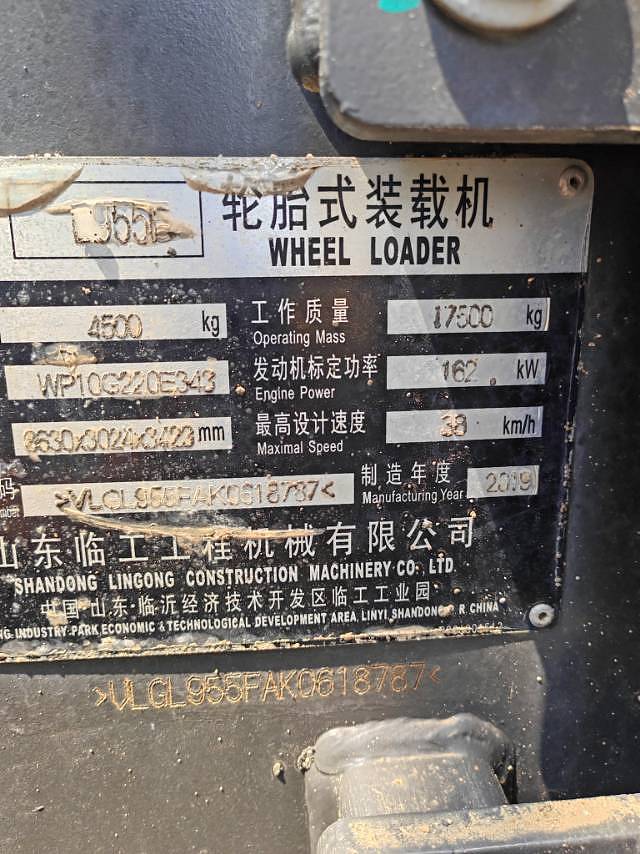 L955F 轮胎式装载机
WHEEL LOADER
4500 kg 工作质量 17500 kg
Operating Mass
WP10G220E343 发动机标定功率 162 kW
Engine Power
8630x3024x3423 mm 最高设计速度 38 km/h
Maximal Speed
码 >VLGL955FAK0618787< 制造年度 2019
Manufacturing Year
山东临工工程机械有限公司
SHANDONG LINGONG CONSTRUCTION MACHINERY CO. LTD
中国·山东·临沂经济技术开发区临工工业园
INDUSTRY PARK, ECONOMIC & TECHNOLOGICAL DEVELOPMENT AREA, LINYI, SHANDONG R. CHINA
>VLGL955FAK0618787<